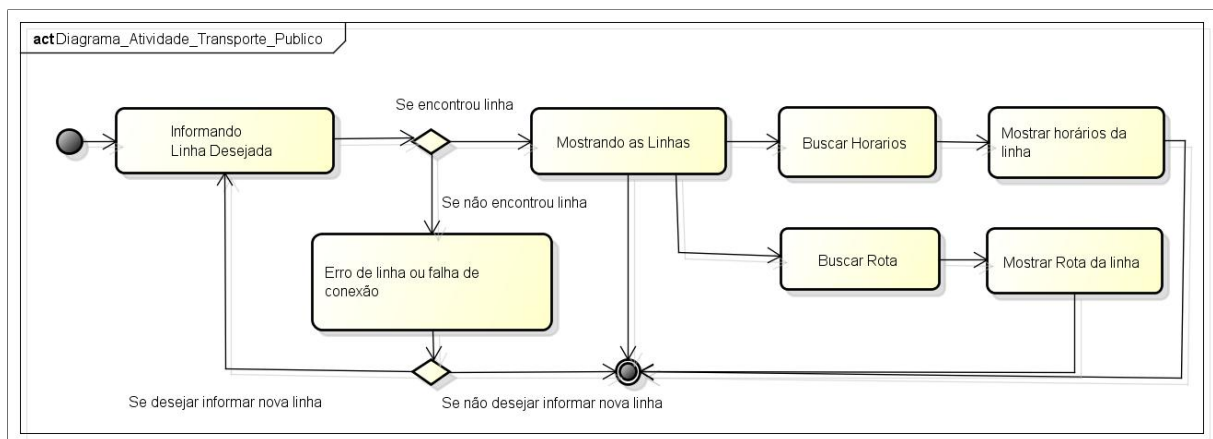 act Diagrama_Atividade_Transporte_Publico
Se encontrou linha
Informando
Linha Desejada
Mostrando as Linhas
Buscar Horarios
Mostrar horários da
linha
Se não encontrou linha
Erro de linha ou falha de
conexão
Buscar Rota
Mostrar Rota da linha
Se desejar informar nova linha
Se não desejar informar nova linha